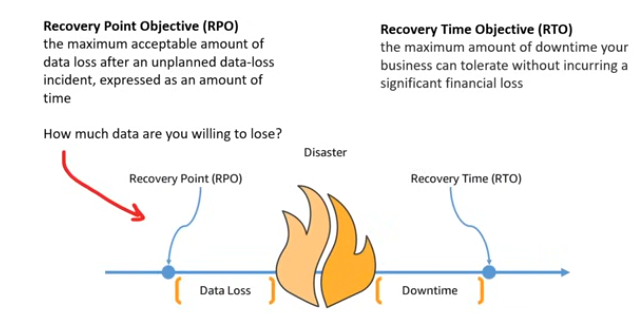 Recovery Point Objective (RPO)
the maximum acceptable amount of
data loss after an unplanned data-loss
incident, expressed as an amount of
time
How much data are you willing to lose?
Recovery Time Objective (RTO)
the maximum amount of downtime your
business can tolerate without incurring a
significant financial loss
Disaster
Recovery Point (RPO)
Recovery Time (RTO)
Data Loss
Downtime